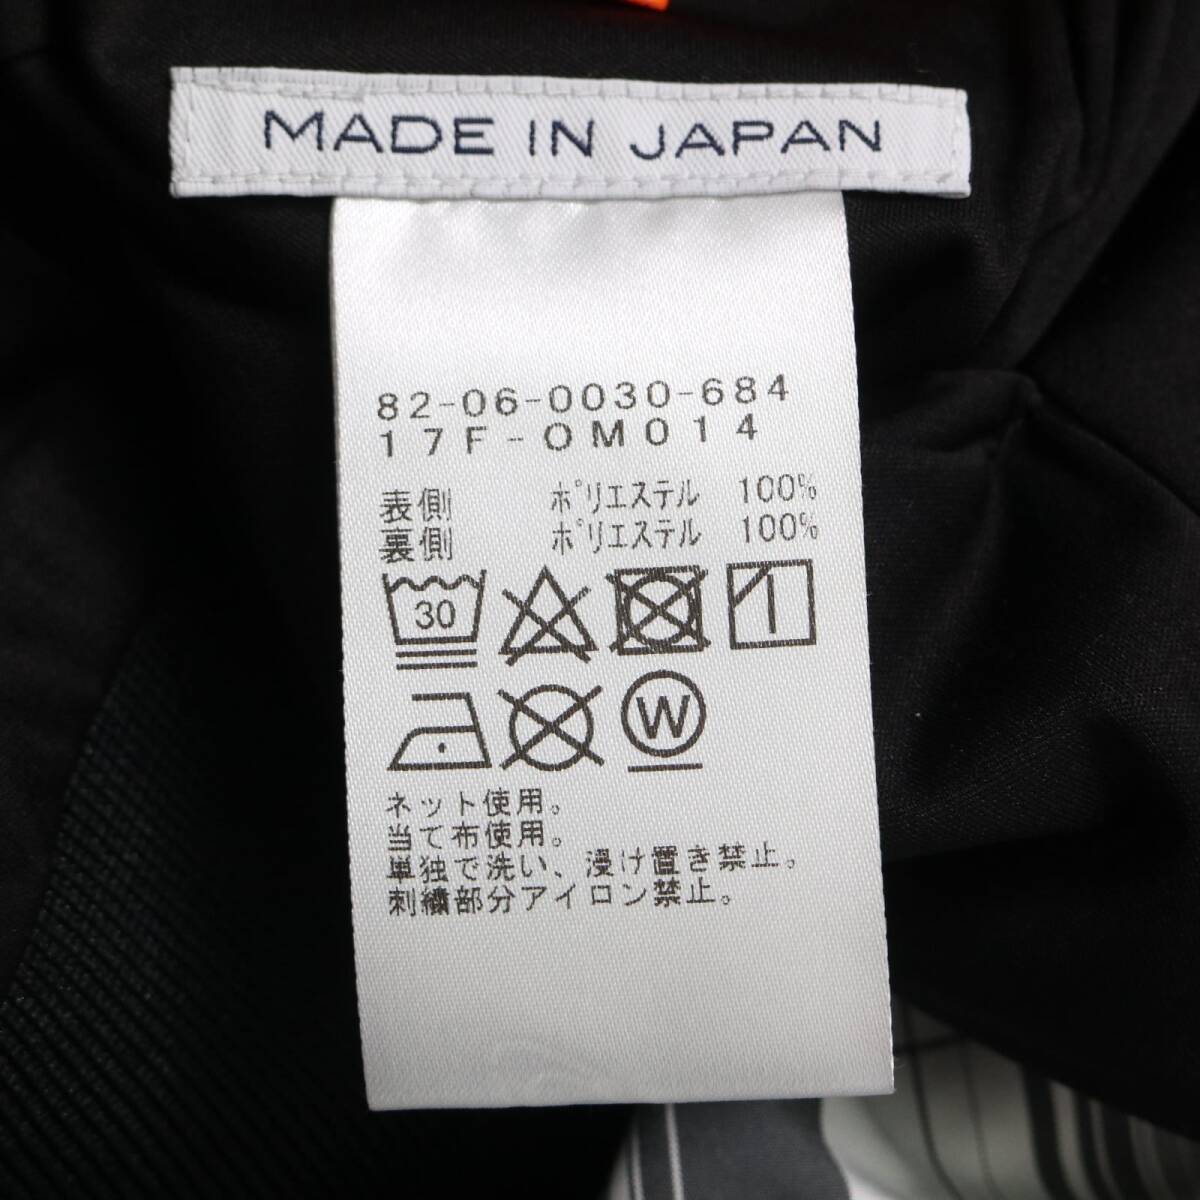 MADE IN JAPAN
82-06-0030-684
17F-OM014
表側 ポリエステル 100%
裏側 ポリエステル 100%
30
W
ネット使用。
当て布使用。
単独で洗い、浸け置き禁止。
刺繍部分アイロン禁止。